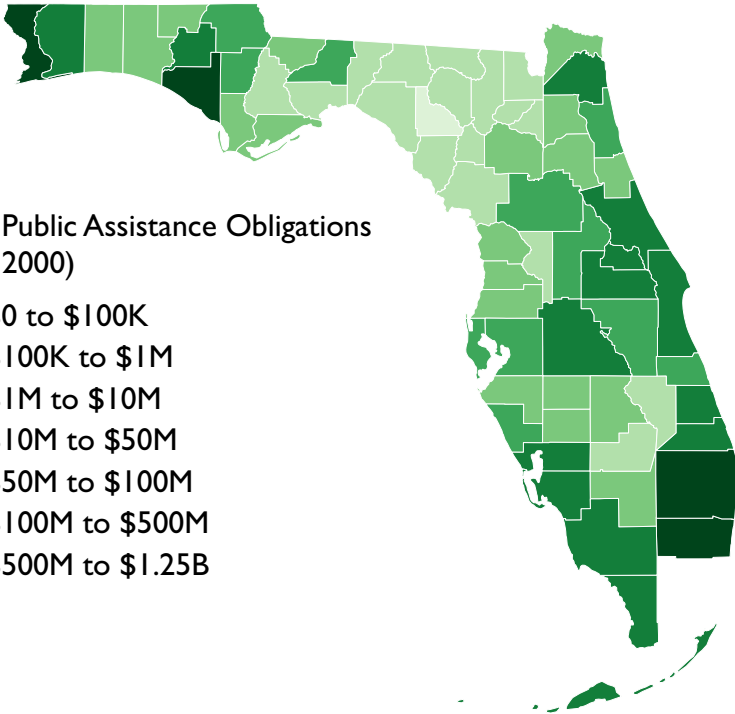 Public Assistance Obligations
2000)
0 to $100K
100K to $1M
1M to $10M
10M to $50M
50M to $100M
100M to $500M
500M to $1.25B